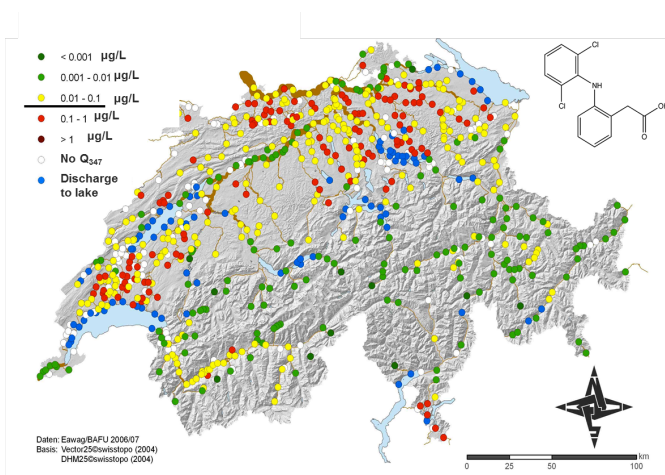 < 0.001 µg/L
0.001 - 0.01 µg/L
0.01 - 0.1 µg/L
0.1 - 1 µg/L
> 1 µg/L
No Q347
Discharge
to lake
Cl
NH
Cl
OH
O
Daten: Eawag/BAFU 2006/07
Basis: Vector25©swisstopo (2004)
DHM25©swisstopo (2004)
km
0 25 50 100